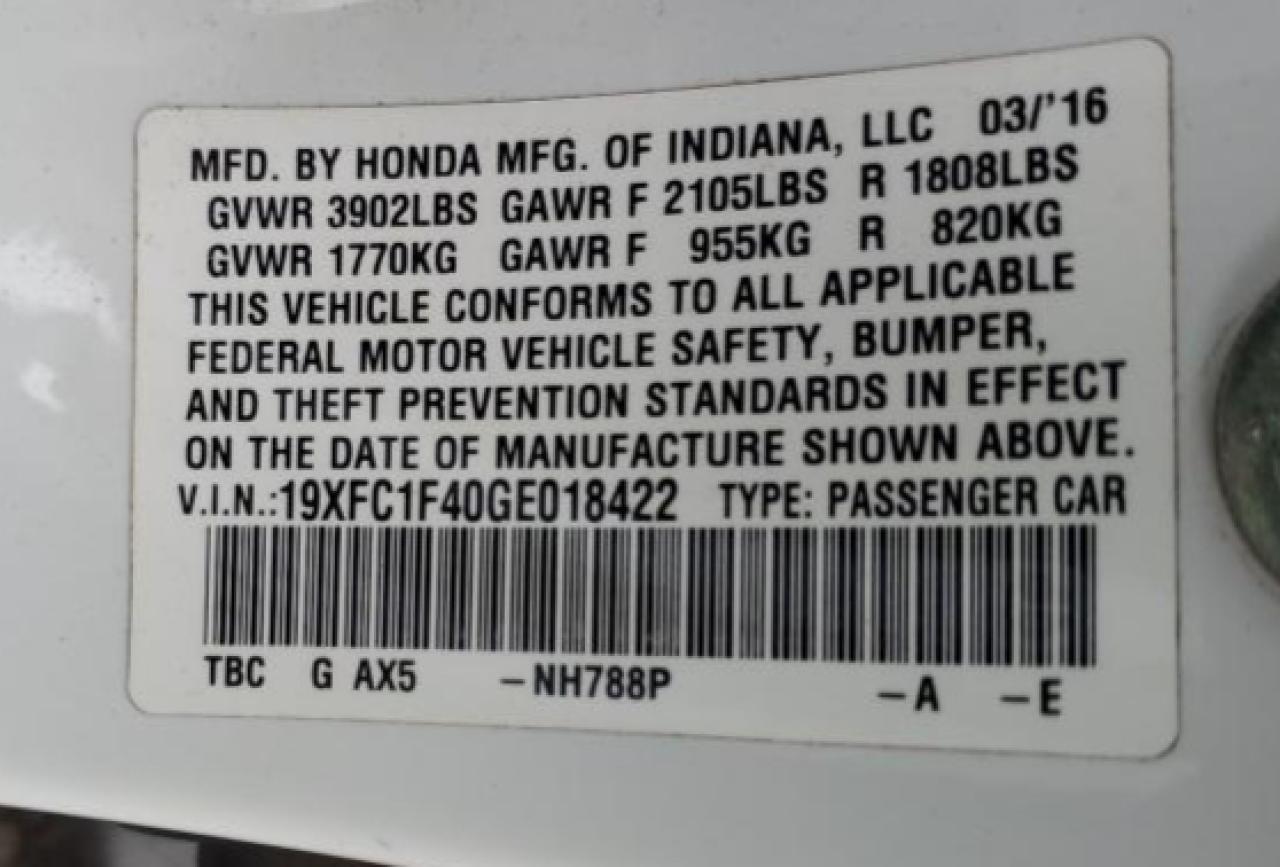 MFD. BY HONDA MFG. OF INDIANA, LLC 03/'16
GVWR 3902LBS GAWR F 2105LBS R 1808LBS
GVWR 1770KG GAWR F 955KG R 820KG
THIS VEHICLE CONFORMS TO ALL APPLICABLE
FEDERAL MOTOR VEHICLE SAFETY, BUMPER,
AND THEFT PREVENTION STANDARDS IN EFFECT
ON THE DATE OF MANUFACTURE SHOWN ABOVE.
V.I.N.:19XFC1F40GE018422 TYPE: PASSENGER CAR
TBC G AX5 –NH788P –A –E